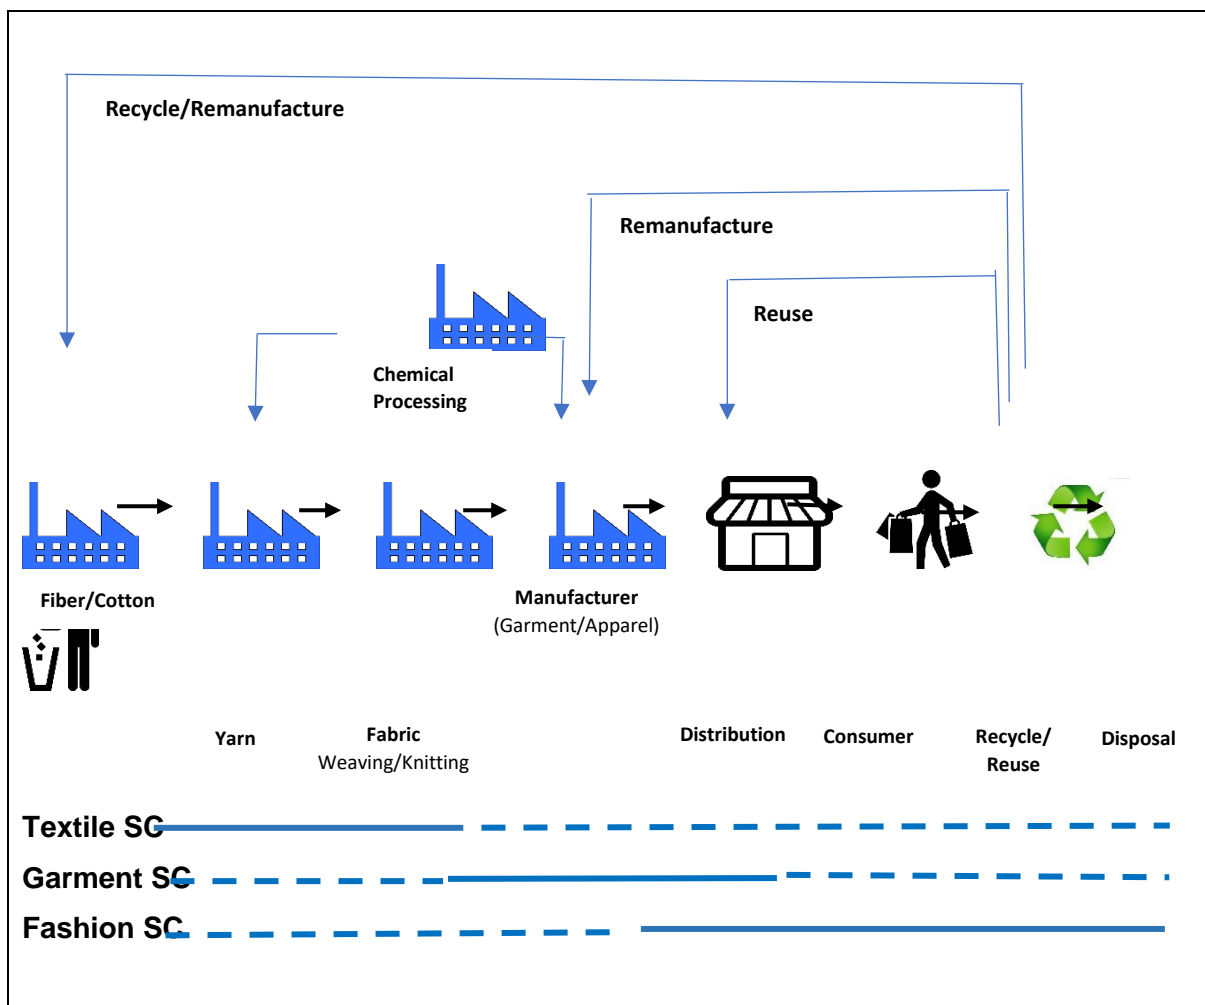 Recycle/Remanufacture
Remanufacture
Reuse
Chemical
Processing
Fiber/Cotton
Manufacturer
(Garment/Apparel)
Yarn
Fabric
Weaving/Knitting
Distribution
Consumer
Recycle/
Reuse
Disposal
Textile SC
Garment SC
Fashion SC